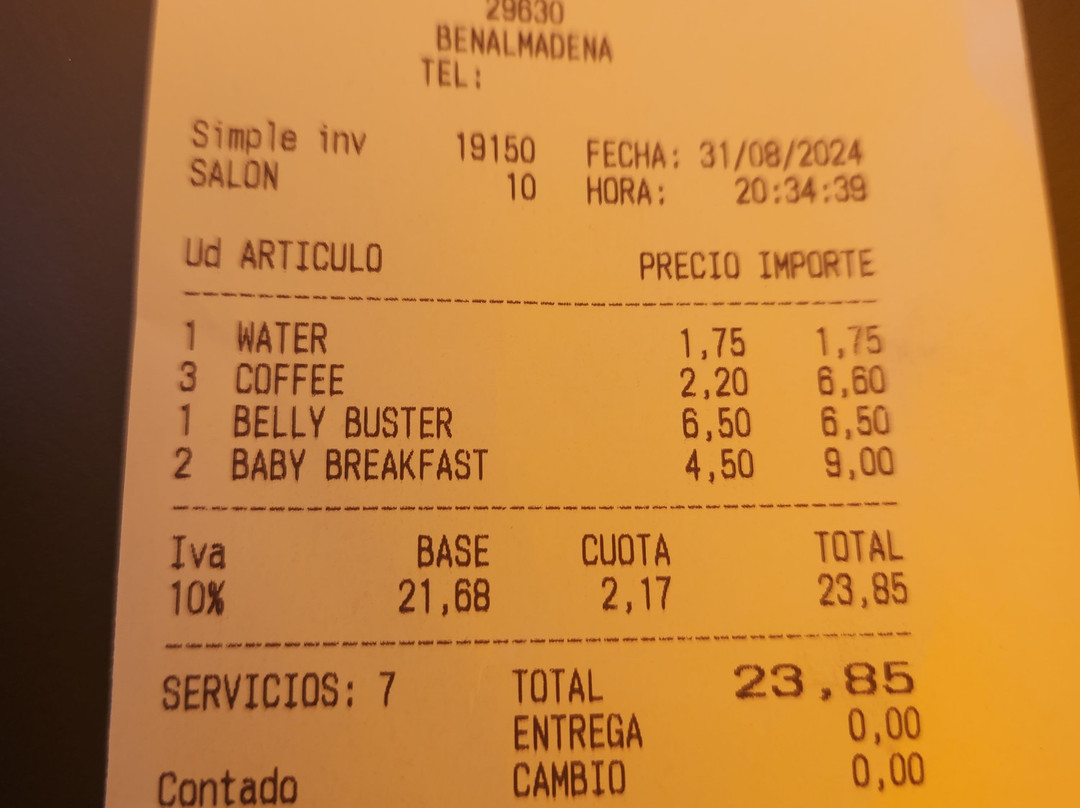 29630
BENALMADENA
TEL:
Simple inv 19150 FECHA: 31/08/2024
SALON 10 HORA: 20:34:39
Ud ARTICULO PRECIO IMPORTE
1 WATER 1,75 1,75
3 COFFEE 2,20 6,60
1 BELLY BUSTER 6,50 6,50
2 BABY BREAKFAST 4,50 9,00
Iva BASE CUOTA TOTAL
10% 21,68 2,17 23,85
SERVICIOS: 7 TOTAL 23,85
ENTREGA 0,00
Contado CAMBIO 0,00